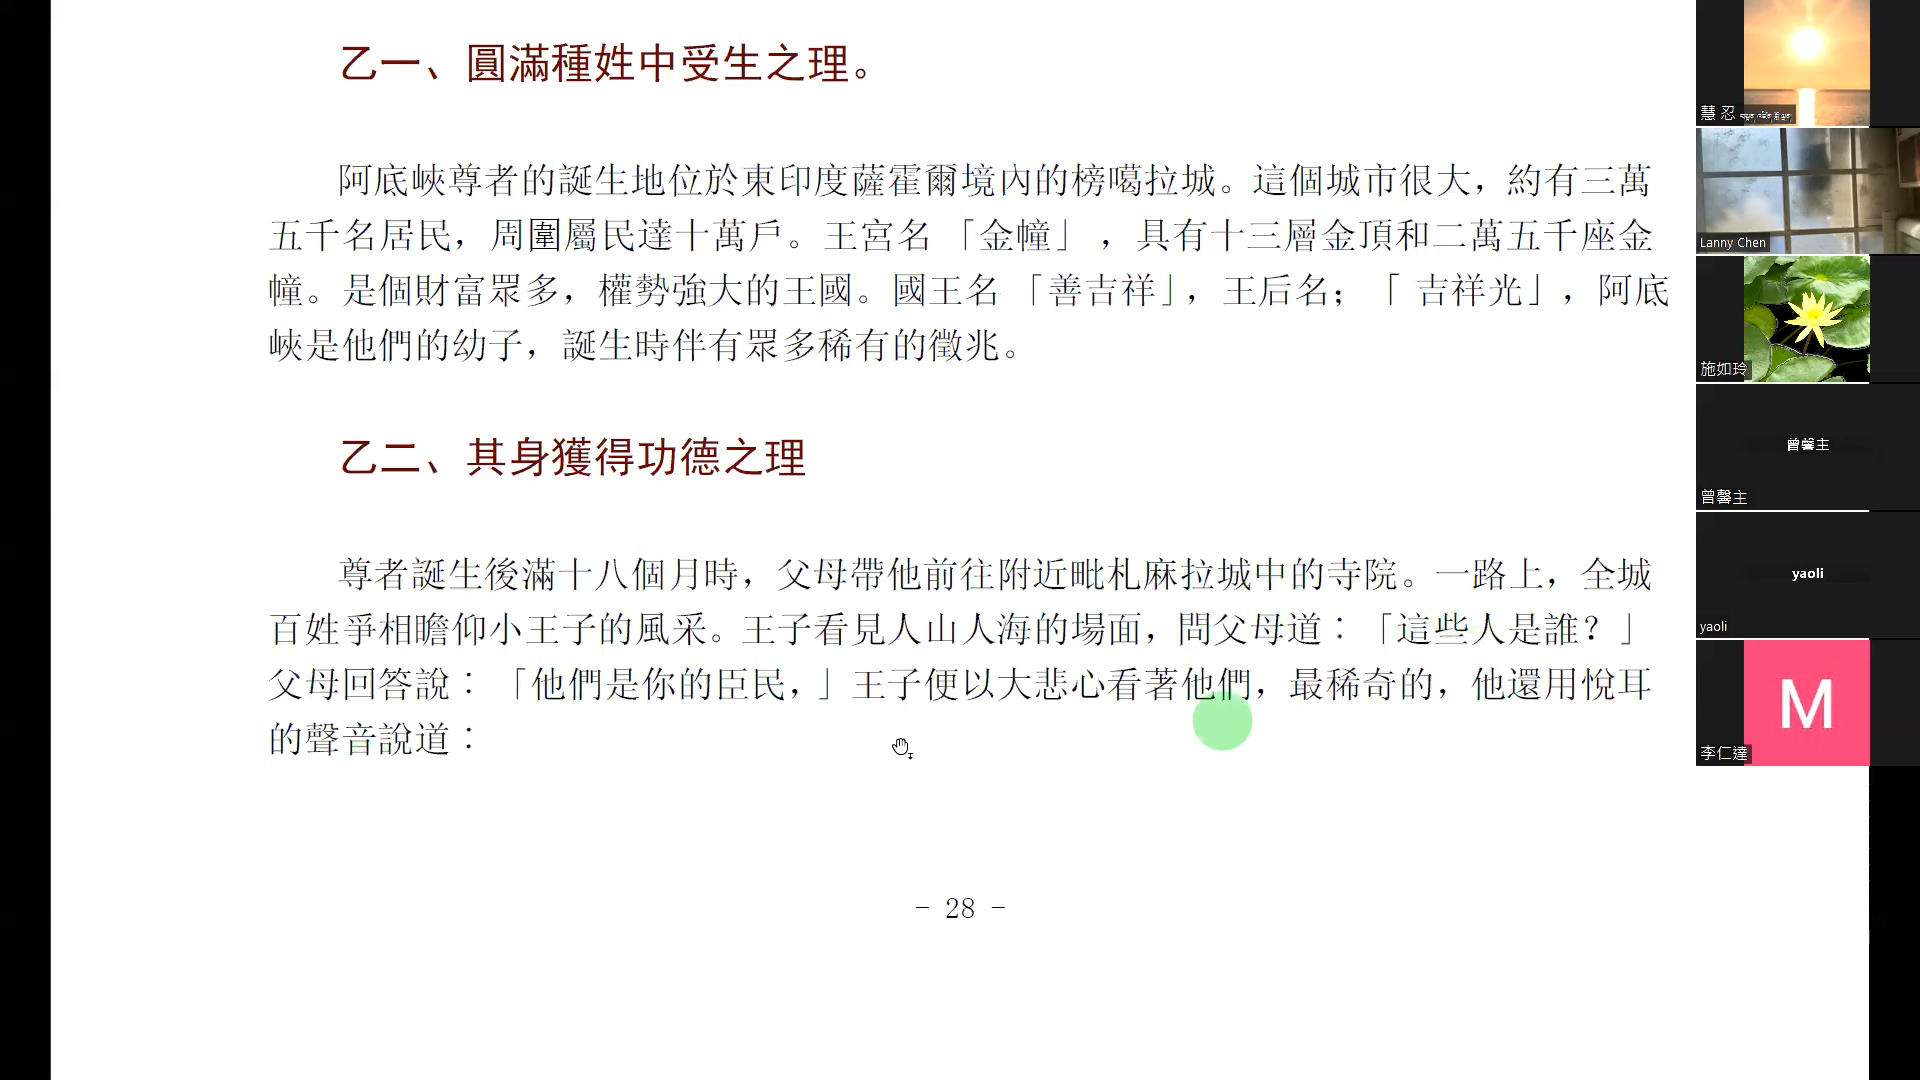 乙一、圓滿種姓中受生之理。
阿底峽尊者的誕生地位於東印度薩霍爾境內的榜噶拉城。這個城市很大，約有三萬
五千名居民，周圍屬民達十萬戶。王宮名「金幢」，具有十三層金頂和二萬五千座金
幢。是個財富眾多，權勢強大的王國。國王名「善吉祥」，王后名；「 吉祥光」，阿底
峽是他們的幼子，誕生時伴有眾多稀有的徵兆。
乙二、其身獲得功德之理
尊者誕生後滿十八個月時，父母帶他前往附近毗札麻拉城中的寺院。一路上，全城
百姓爭相瞻仰小王子的風采。王子看見人山人海的場面，問父母道：「這些人是誰？」
父母回答說：「他們是你的臣民，」王子便以大悲心看著他們，最稀奇的，他還用悅耳
的聲音說道：
- 28 -
慧 忍
Lanny Chen
施如玲
曾馨主
曾馨主
yaoli
yaoli
M
李仁達